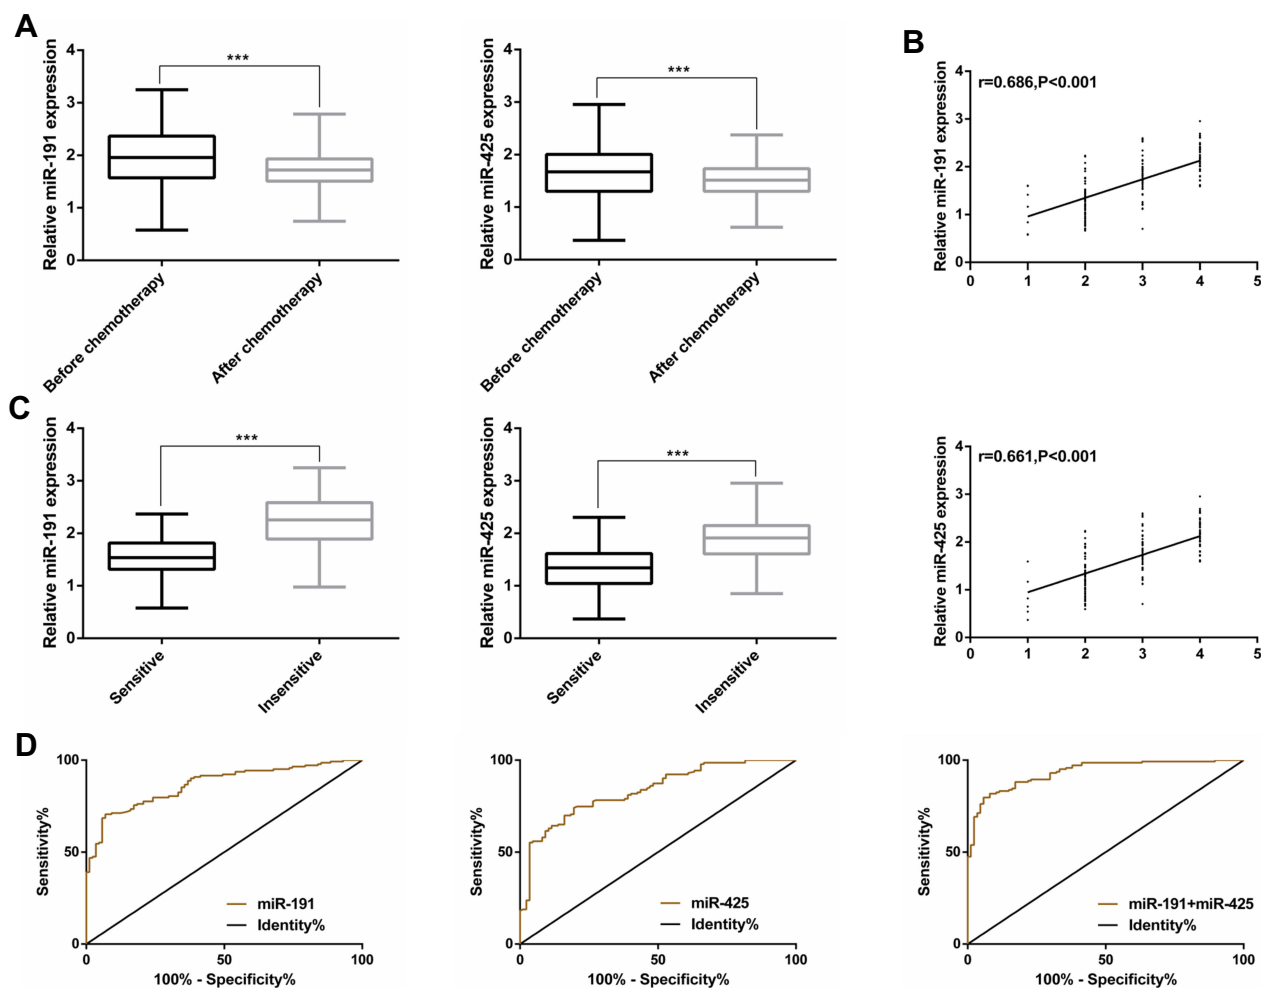 A
Relative miR-191 expression
4
3
2
1
0
***
Before chemotherapy
After chemotherapy
Relative miR-425 expression
4
3
2
1
0
***
Before chemotherapy
After chemotherapy
B
Relative miR-191 expression
4
3
2
1
0
r=0.686,P<0.001
0 1 2 3 4 5
Relative miR-425 expression
4
3
2
1
0
r=0.661,P<0.001
0 1 2 3 4 5
C
Relative miR-191 expression
4
3
2
1
0
***
Sensitive
Insensitive
Relative miR-425 expression
4
3
2
1
0
***
Sensitive
Insensitive
D
Sensitivity%
100
50
0
miR-191
Identity%
0 50 100
100% - Specificity%
Sensitivity%
100
50
0
miR-425
Identity%
0 50 100
100% - Specificity%
Sensitivity%
100
50
0
miR-191+miR-425
Identity%
0 50 100
100% - Specificity%